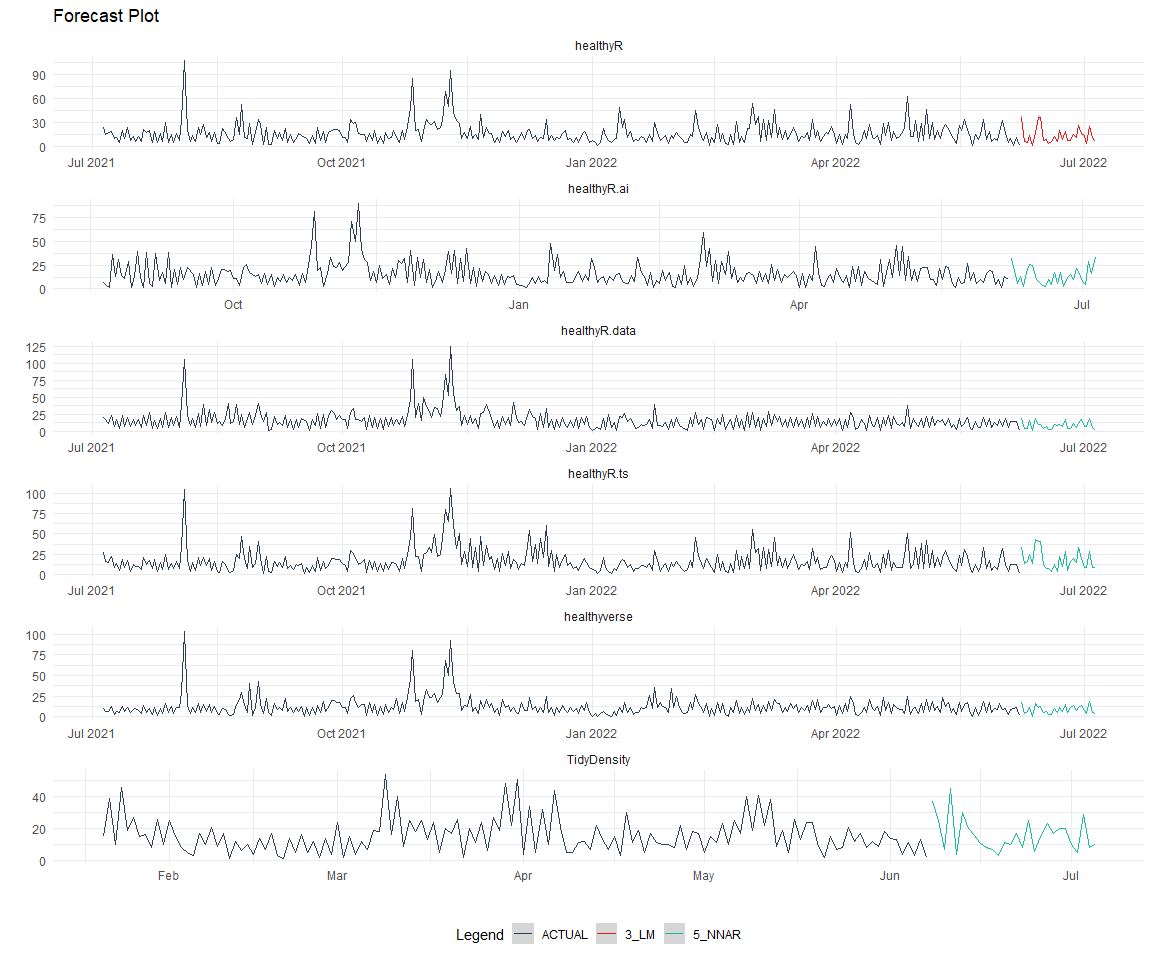 Forecast Plot
healthyR
90
60
30
0
Jul 2021 Oct 2021 Jan 2022 Apr 2022 Jul 2022
healthyR.ai
75
50
25
0
Oct Jan Apr Jul
healthyR.data
125
100
75
50
25
0
Jul 2021 Oct 2021 Jan 2022 Apr 2022 Jul 2022
healthyR.ts
100
75
50
25
0
Jul 2021 Oct 2021 Jan 2022 Apr 2022 Jul 2022
healthyverse
100
75
50
25
0
Jul 2021 Oct 2021 Jan 2022 Apr 2022 Jul 2022
TidyDensity
40
20
0
Feb Mar Apr May Jun Jul
Legend ACTUAL 3_LM 5_NNAR